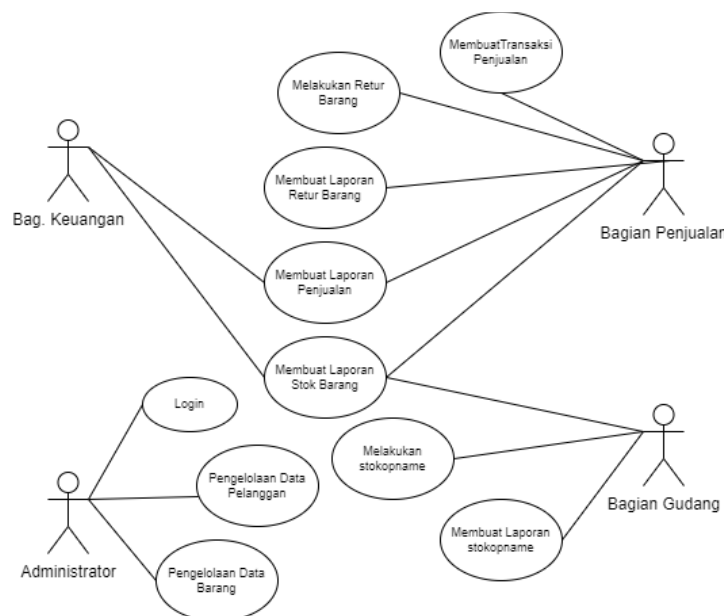 MembuatTransaksi
Penjualan
Melakukan Retur
Barang
Bag. Keuangan
Membuat Laporan
Retur Barang
Bagian Penjualan
Membuat Laporan
Penjualan
Membuat Laporan
Stok Barang
Login
Melakukan
stokopname
Pengelolaan Data
Pelanggan
Bagian Gudang
Membuat Laporan
stokopname
Administrator
Pengelolaan Data
Barang